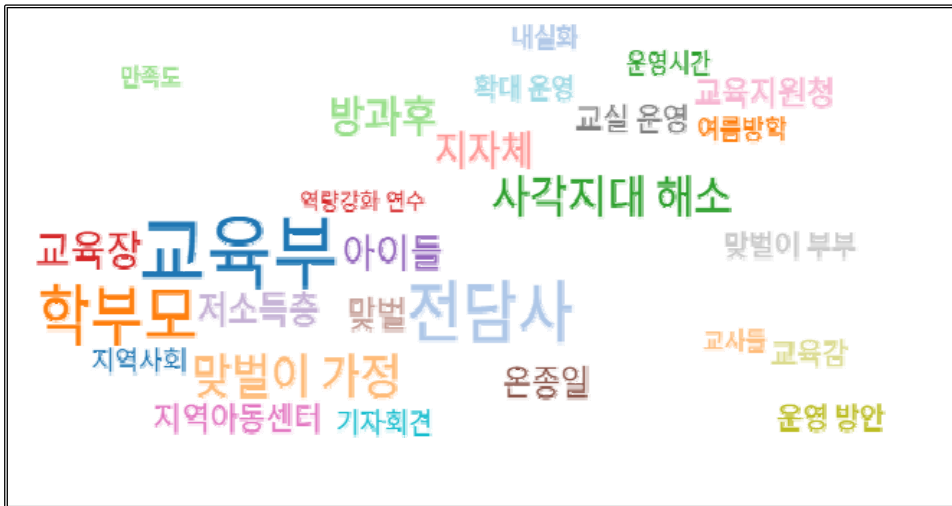 내실화
운영시간
만족도
확대 운영
교육지원청
방과후
교실 운영
여름방학
지자체
사각지대 해소
역량강화 연수
교육장
교육부
아이들
맞벌이 부부
학부모
저소득층
맞벌
전담사
지역사회
맞벌이 가정
교사들
교육감
온종일
지역아동센터
기자회견
운영 방안